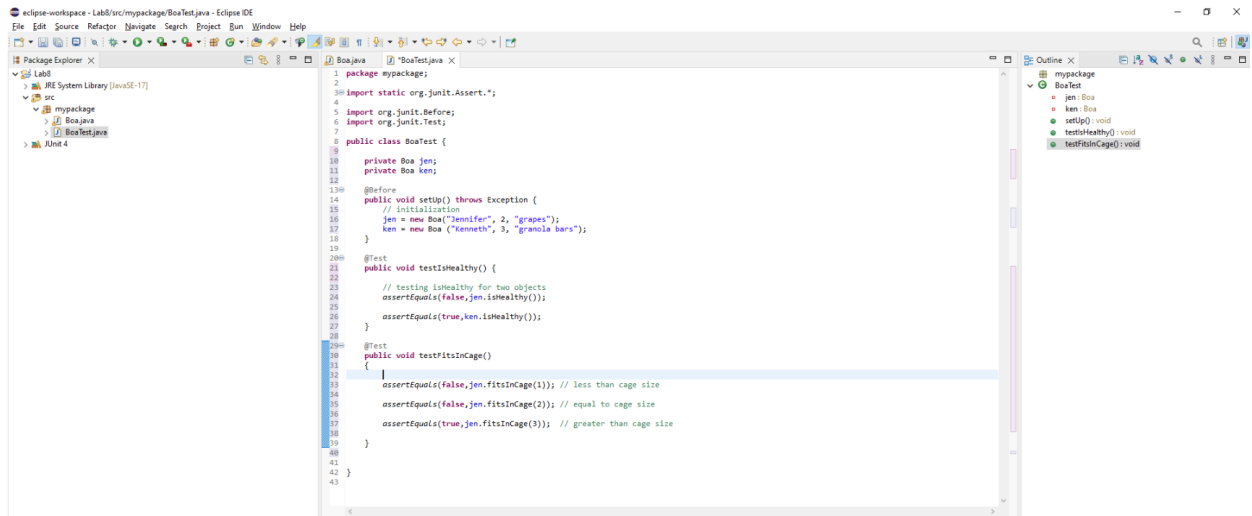 eclipse-workspace - Lab8/src/mypackage/BoaTest.java - Eclipse IDE
File Edit Source Refactor Navigate Search Project Run Window Help
Package Explorer
Lab8
JRE System Library [JavaSE-17]
src
mypackage
Boa.java
BoaTest.java
JUnit 4
Boa.java *BoaTest.java
1 package mypackage;
2
3 import static org.junit.Assert.*;
4
5 import org.junit.Before;
6 import org.junit.Test;
7
8 public class BoaTest {
9
10 private Boa jen;
11 private Boa ken;
12
13 @Before
14 public void setUp() throws Exception {
15 // initialization
16 jen = new Boa("Jennifer", 2, "grapes");
17 ken = new Boa ("Kenneth", 3, "granola bars");
18 }
19
20 @Test
21 public void testIsHealthy() {
22
23 // testing isHealthy for two objects
24 assertEquals(false,jen.isHealthy());
25
26 assertEquals(true,ken.isHealthy());
27 }
28
29 @Test
30 public void testFitsInCage()
31 {
32
33 assertEquals(false,jen.fitsInCage(1)); // less than cage size
34
35 assertEquals(false,jen.fitsInCage(2)); // equal to cage size
36
37 assertEquals(true,jen.fitsInCage(3)); // greater than cage size
38
39 }
40
41
42 }
43
Outline
mypackage
BoaTest
jen : Boa
ken : Boa
setUp() : void
testIsHealthy() : void
testFitsInCage() : void